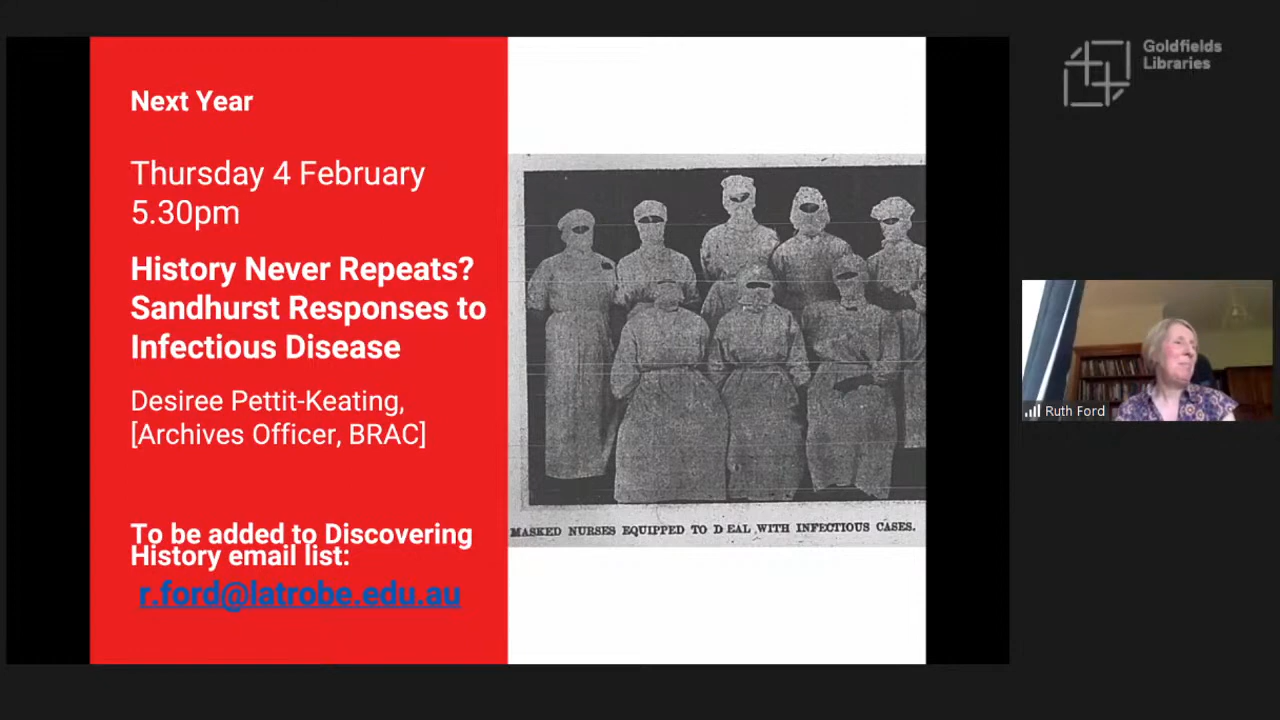 Next Year
Thursday 4 February
5.30pm
History Never Repeats?
Sandhurst Responses to
Infectious Disease
Desiree Pettit-Keating,
[Archives Officer, BRAC]
To be added to Discovering
History email list:
r.ford@latrobe.edu.au
MASKED NURSES EQUIPPED TO DEAL WITH INFECTIOUS CASES.
Goldfields
Libraries
Ruth Ford